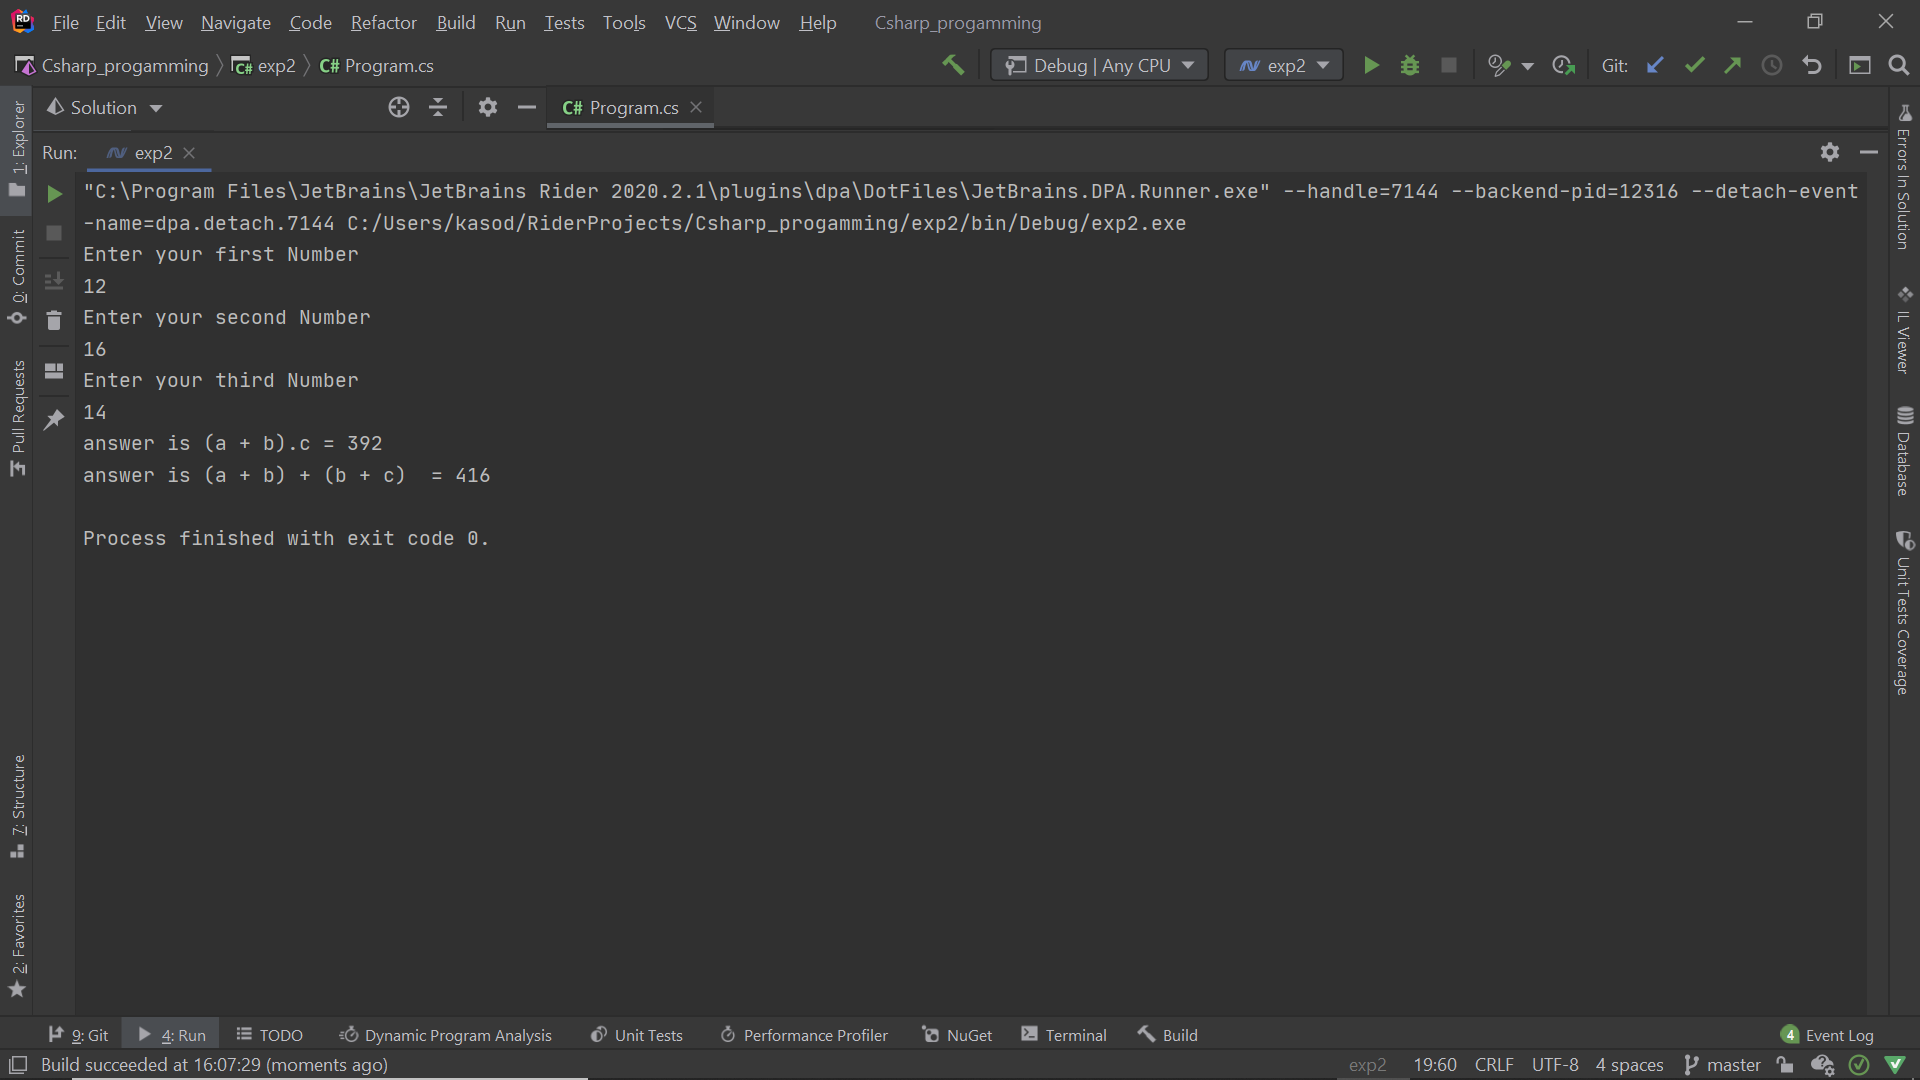 File Edit View Navigate Code Refactor Build Run Tests Tools VCS Window Help Csharp_progamming
Csharp_progamming exp2 C# Program.cs Debug | Any CPU exp2 Git:
Solution C# Program.cs
Run: exp2
"C:\Program Files\JetBrains\JetBrains Rider 2020.2.1\plugins\dpa\DotFiles\JetBrains.DPA.Runner.exe" --handle=7144 --backend-pid=12316 --detach-event
-name=dpa.detach.7144 C:/Users/kasod/RiderProjects/Csharp_progamming/exp2/bin/Debug/exp2.exe
Enter your first Number
12
Enter your second Number
16
Enter your third Number
14
answer is (a + b).c = 392
answer is (a + b) + (b + c)  = 416
Process finished with exit code 0.
1: Explorer
0: Commit
Pull Requests
7: Structure
2: Favorites
Errors In Solution
IL Viewer
Database
Unit Tests Coverage
9: Git 4: Run TODO Dynamic Program Analysis Unit Tests Performance Profiler NuGet Terminal Build 4 Event Log
Build succeeded at 16:07:29 (moments ago) exp2 19:60 CRLF UTF-8 4 spaces master